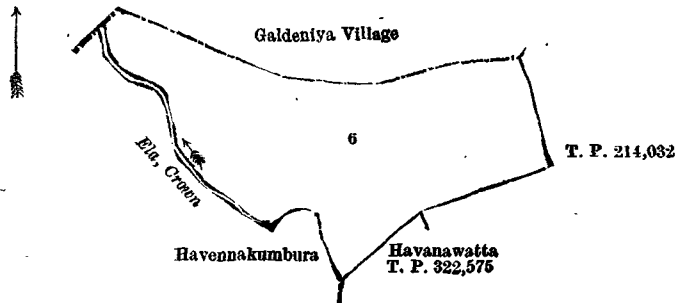 Galdeniya Village
6
T. P. 214,032
Ela, Crown
Havennakumbura
Havanawatta
T. P. 322,575